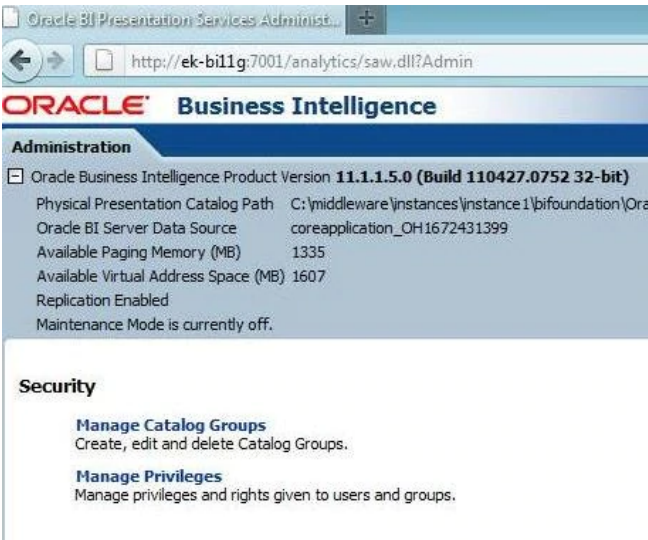 Oracle BI Presentation Services Administ...
http://ek-bi11g:7001/analytics/saw.dll?Admin
ORACLE Business Intelligence
Administration
Oracle Business Intelligence Product Version 11.1.1.5.0 (Build 110427.0752 32-bit)
Physical Presentation Catalog Path C:\middleware\instances\instance1\bifoundation\Ora
Oracle BI Server Data Source coreapplication_OH1672431399
Available Paging Memory (MB) 1335
Available Virtual Address Space (MB) 1607
Replication Enabled
Maintenance Mode is currently off.
Security
Manage Catalog Groups
Create, edit and delete Catalog Groups.
Manage Privileges
Manage privileges and rights given to users and groups.